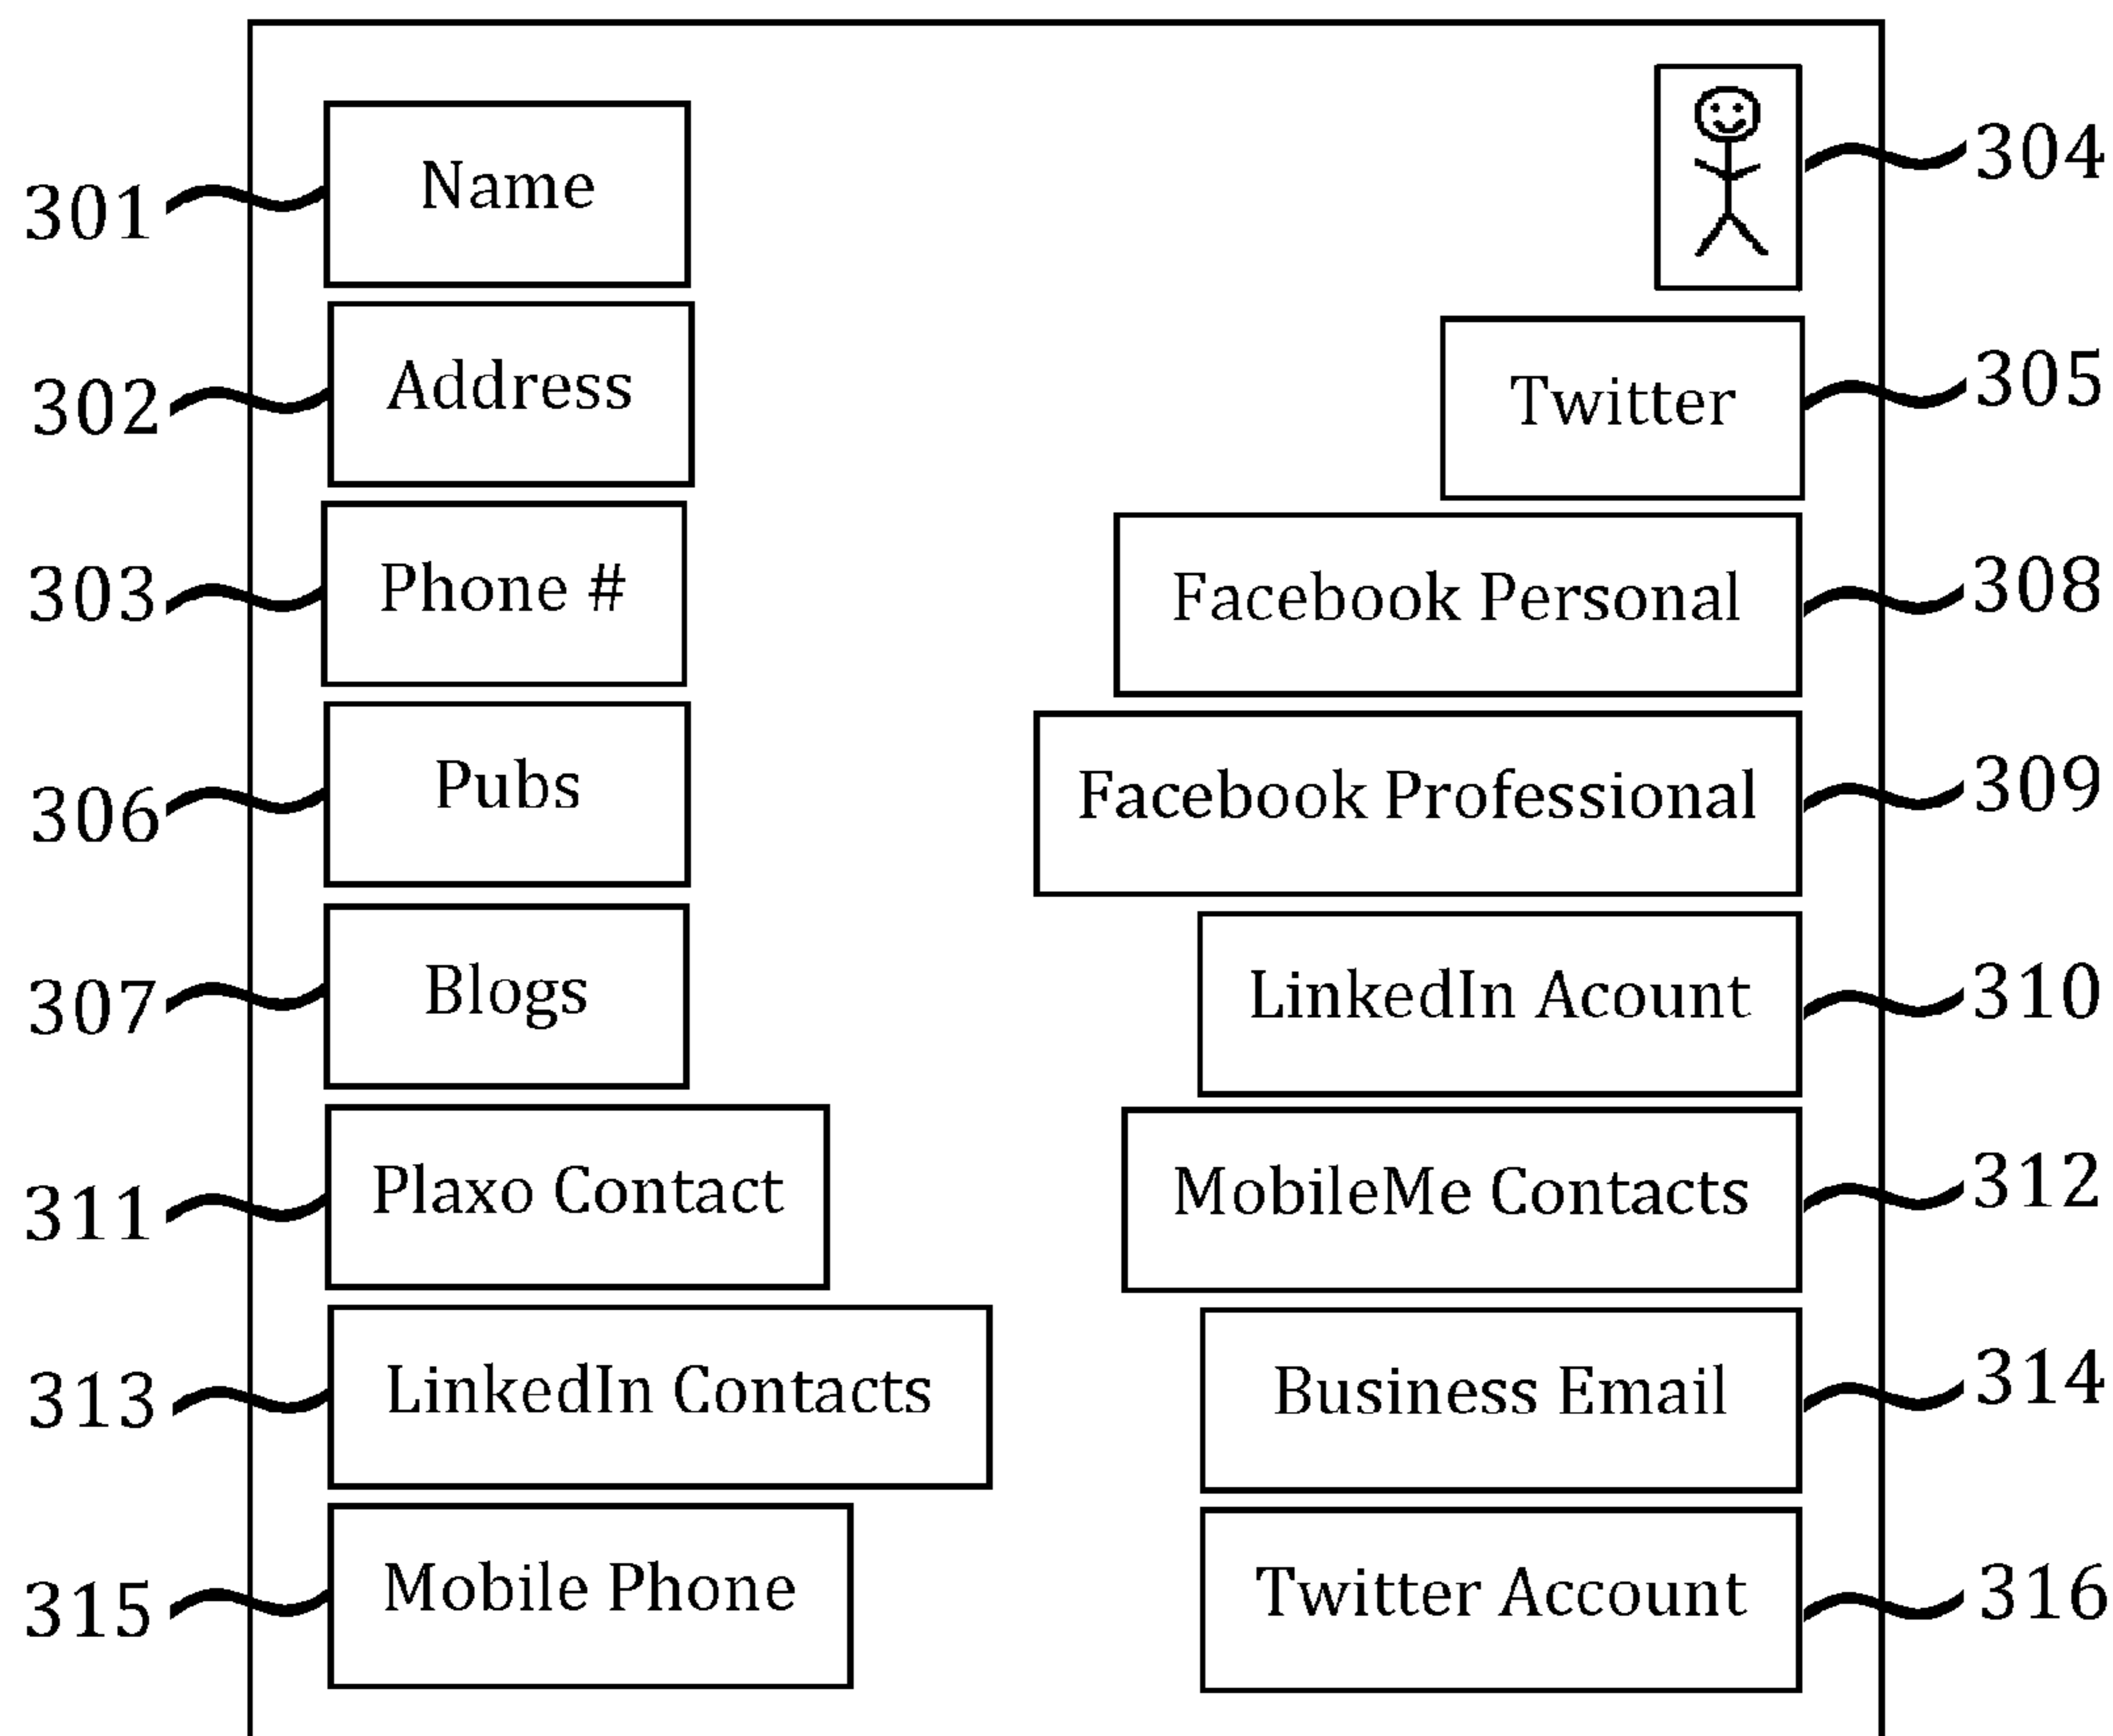 Name
301
304
Address
302
Twitter
305
Phone #
303
Facebook Personal
308
Pubs
306
Facebook Professional
309
Blogs
307
LinkedIn Acount
310
Plaxo Contact
311
MobileMe Contacts
312
LinkedIn Contacts
313
Business Email
314
Mobile Phone
315
Twitter Account
316